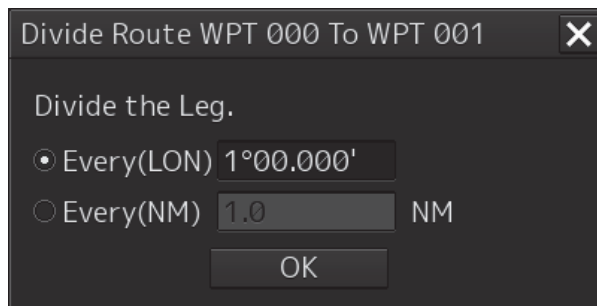 Divide Route WPT 000 To WPT 001
Divide the Leg.
Every(LON) 1°00.000'
Every(NM) 1.0 NM
OK